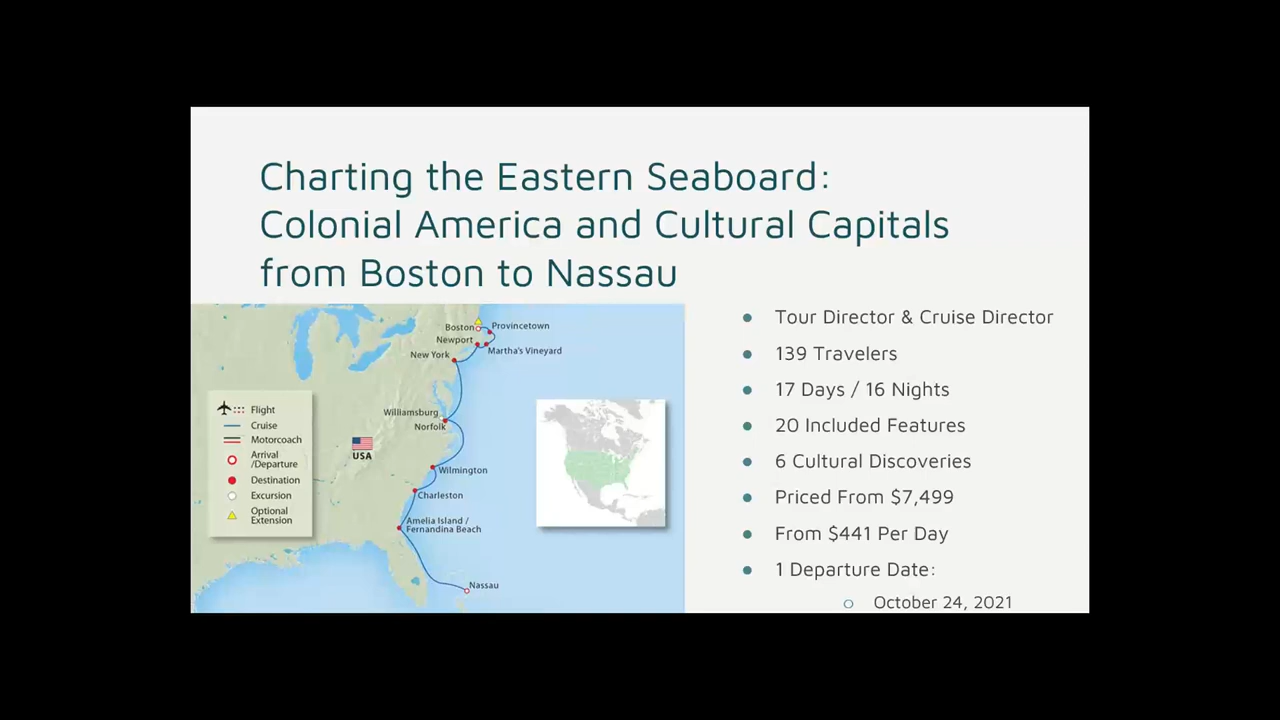 Charting the Eastern Seaboard:
Colonial America and Cultural Capitals
from Boston to Nassau
Boston
Provincetown
Newport
Martha's Vineyard
New York
Williamsburg
Norfolk
USA
Wilmington
Charleston
Amelia Island /
Fernandina Beach
Nassau
Flight
Cruise
Motorcoach
Arrival
/Departure
Destination
Excursion
Optional
Extension
• Tour Director & Cruise Director
• 139 Travelers
• 17 Days / 16 Nights
• 20 Included Features
• 6 Cultural Discoveries
• Priced From $7,499
• From $441 Per Day
• 1 Departure Date:
○ October 24, 2021